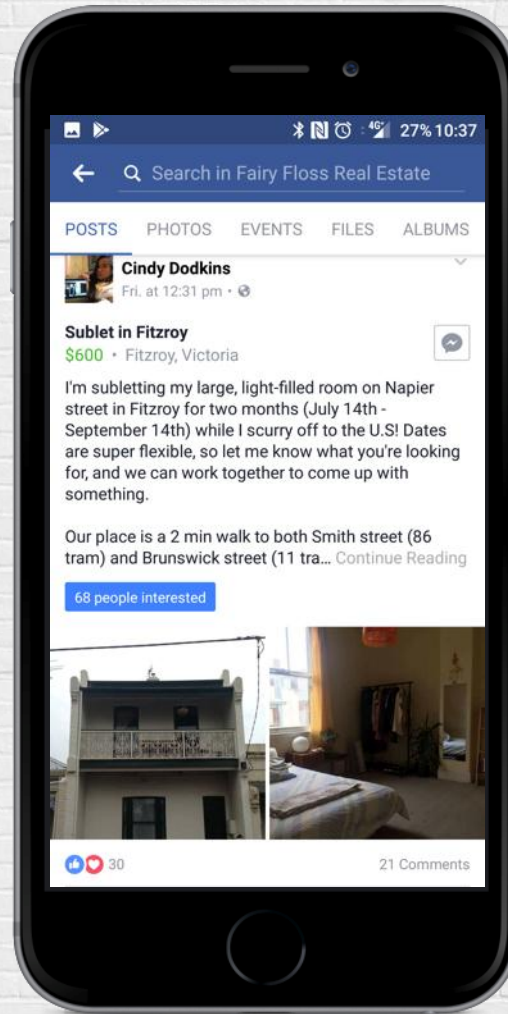 4G 27% 10:37
Search in Fairy Floss Real Estate
POSTS PHOTOS EVENTS FILES ALBUMS
Cindy Dodkins
Fri. at 12:31 pm •
Sublet in Fitzroy
$600 • Fitzroy, Victoria
I'm subletting my large, light-filled room on Napier
street in Fitzroy for two months (July 14th -
September 14th) while I scurry off to the U.S! Dates
are super flexible, so let me know what you're looking
for, and we can work together to come up with
something.
Our place is a 2 min walk to both Smith street (86
tram) and Brunswick street (11 tra... Continue Reading
68 people interested
30 21 Comments